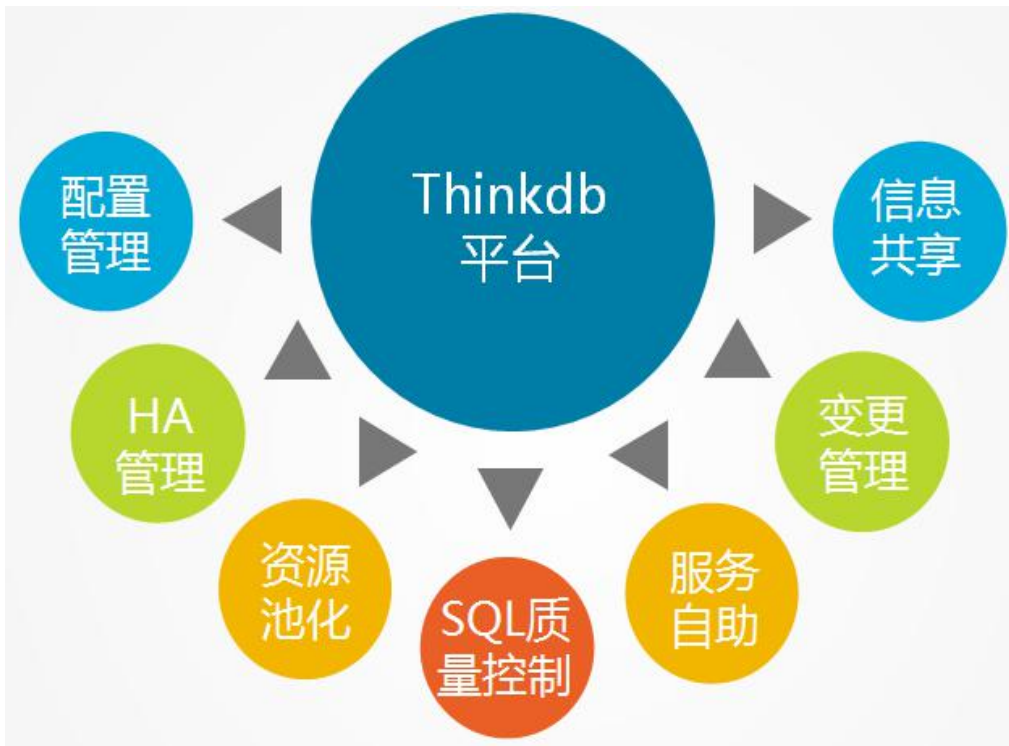 Thinkdb
平台
配置
管理
HA
管理
资源
池化
SQL质
量控制
服务
自助
变更
管理
信息
共享